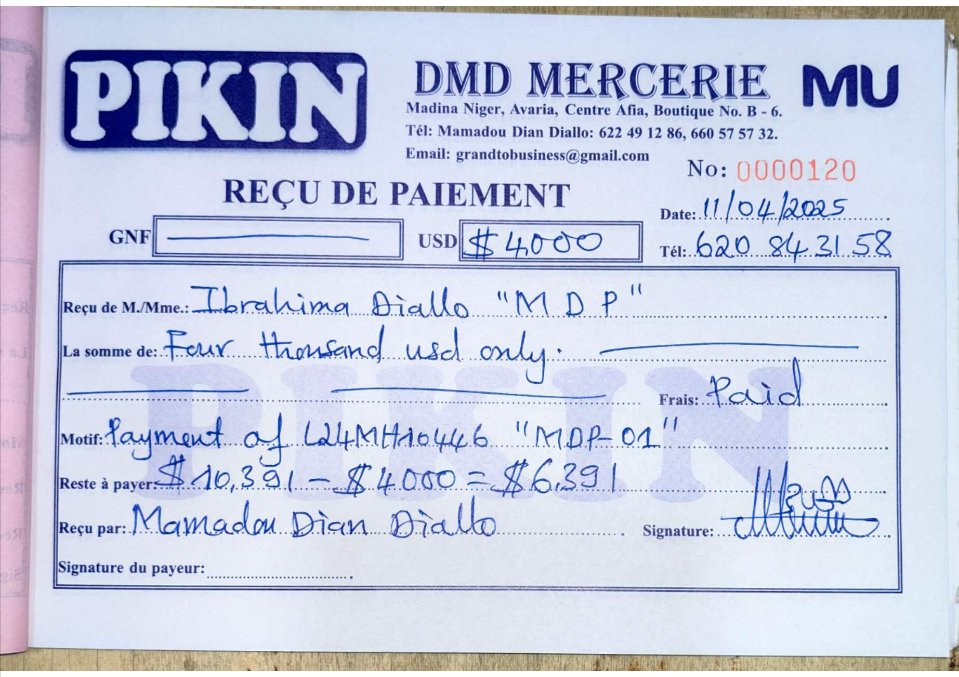 PIKIN
DMD MERCERIE
MU
Madina Niger, Avaria, Centre Afia, Boutique No. B - 6.
Tél: Mamadou Dian Diallo: 622 49 12 86, 660 57 57 32.
Email: grandtobusiness@gmail.com
No: 0000120
REÇU DE PAIEMENT
Date: 11/04/2025
GNF
USD $ 4000
Tél: 620 84 31 58
Reçu de M./Mme.: Ibrahima Diallo "M D P"
La somme de: Four thousand usd only.
Frais: Paid
PIKIN
Motif: Payment of L24MH10446 "MDP-01"
Reste à payer: $ 10,391 - $ 4000 = $ 6,391
Reçu par: Mamadou Dian Diallo
Signature:
Signature du payeur: